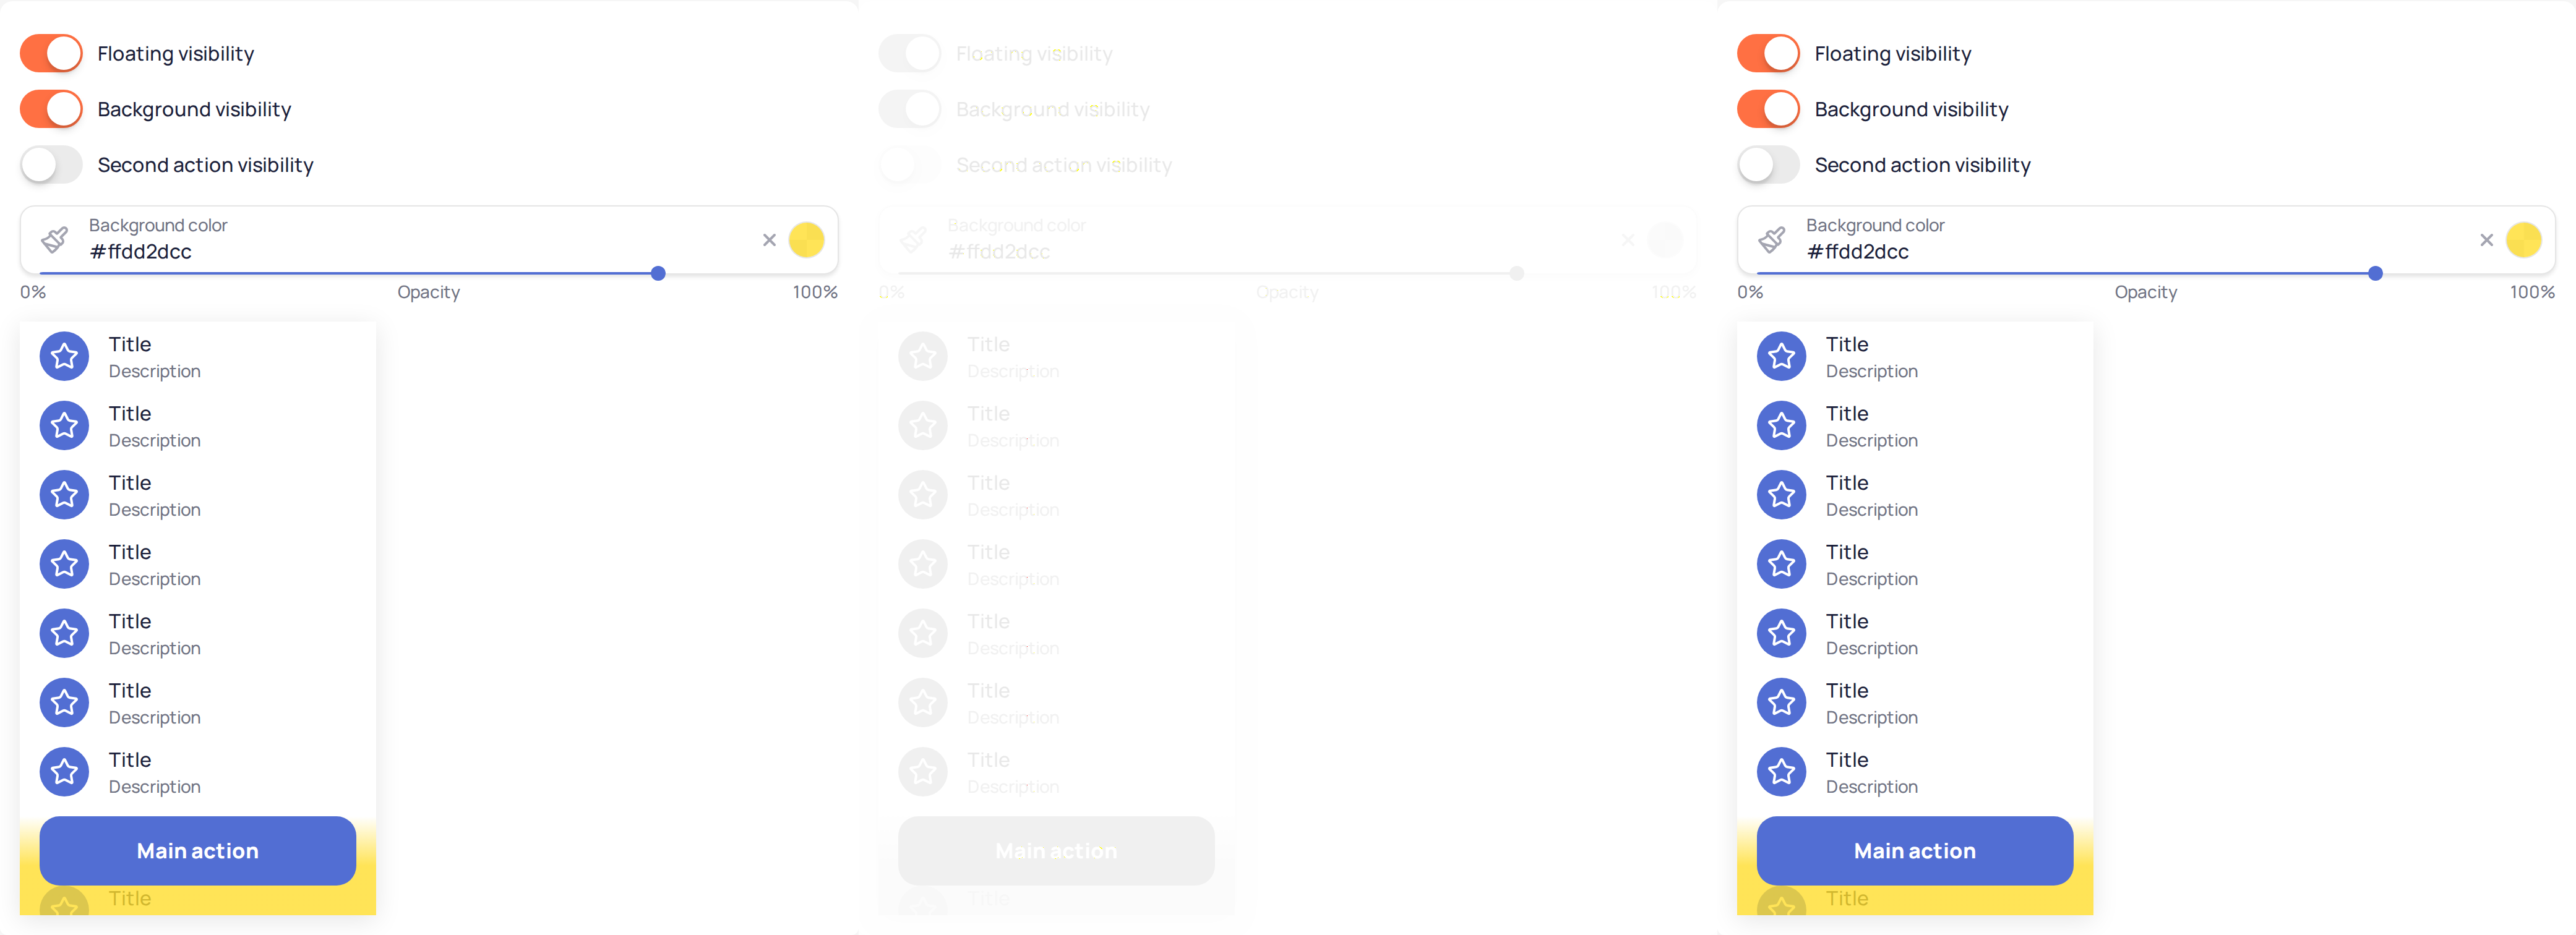 Floating visibility
Background visibility
Second action visibility
Background color
#ffdd2dcc
0% Opacity 100%
Title
Description
Title
Description
Title
Description
Title
Description
Title
Description
Title
Description
Title
Description
Main action
Title
Floating visibility
Background visibility
Second action visibility
Background color
#ffdd2dcc
0% Opacity 100%
Title
Description
Title
Description
Title
Description
Title
Description
Title
Description
Title
Description
Title
Description
Main action
Title
Floating visibility
Background visibility
Second action visibility
Background color
#ffdd2dcc
0% Opacity 100%
Title
Description
Title
Description
Title
Description
Title
Description
Title
Description
Title
Description
Title
Description
Main action
Title